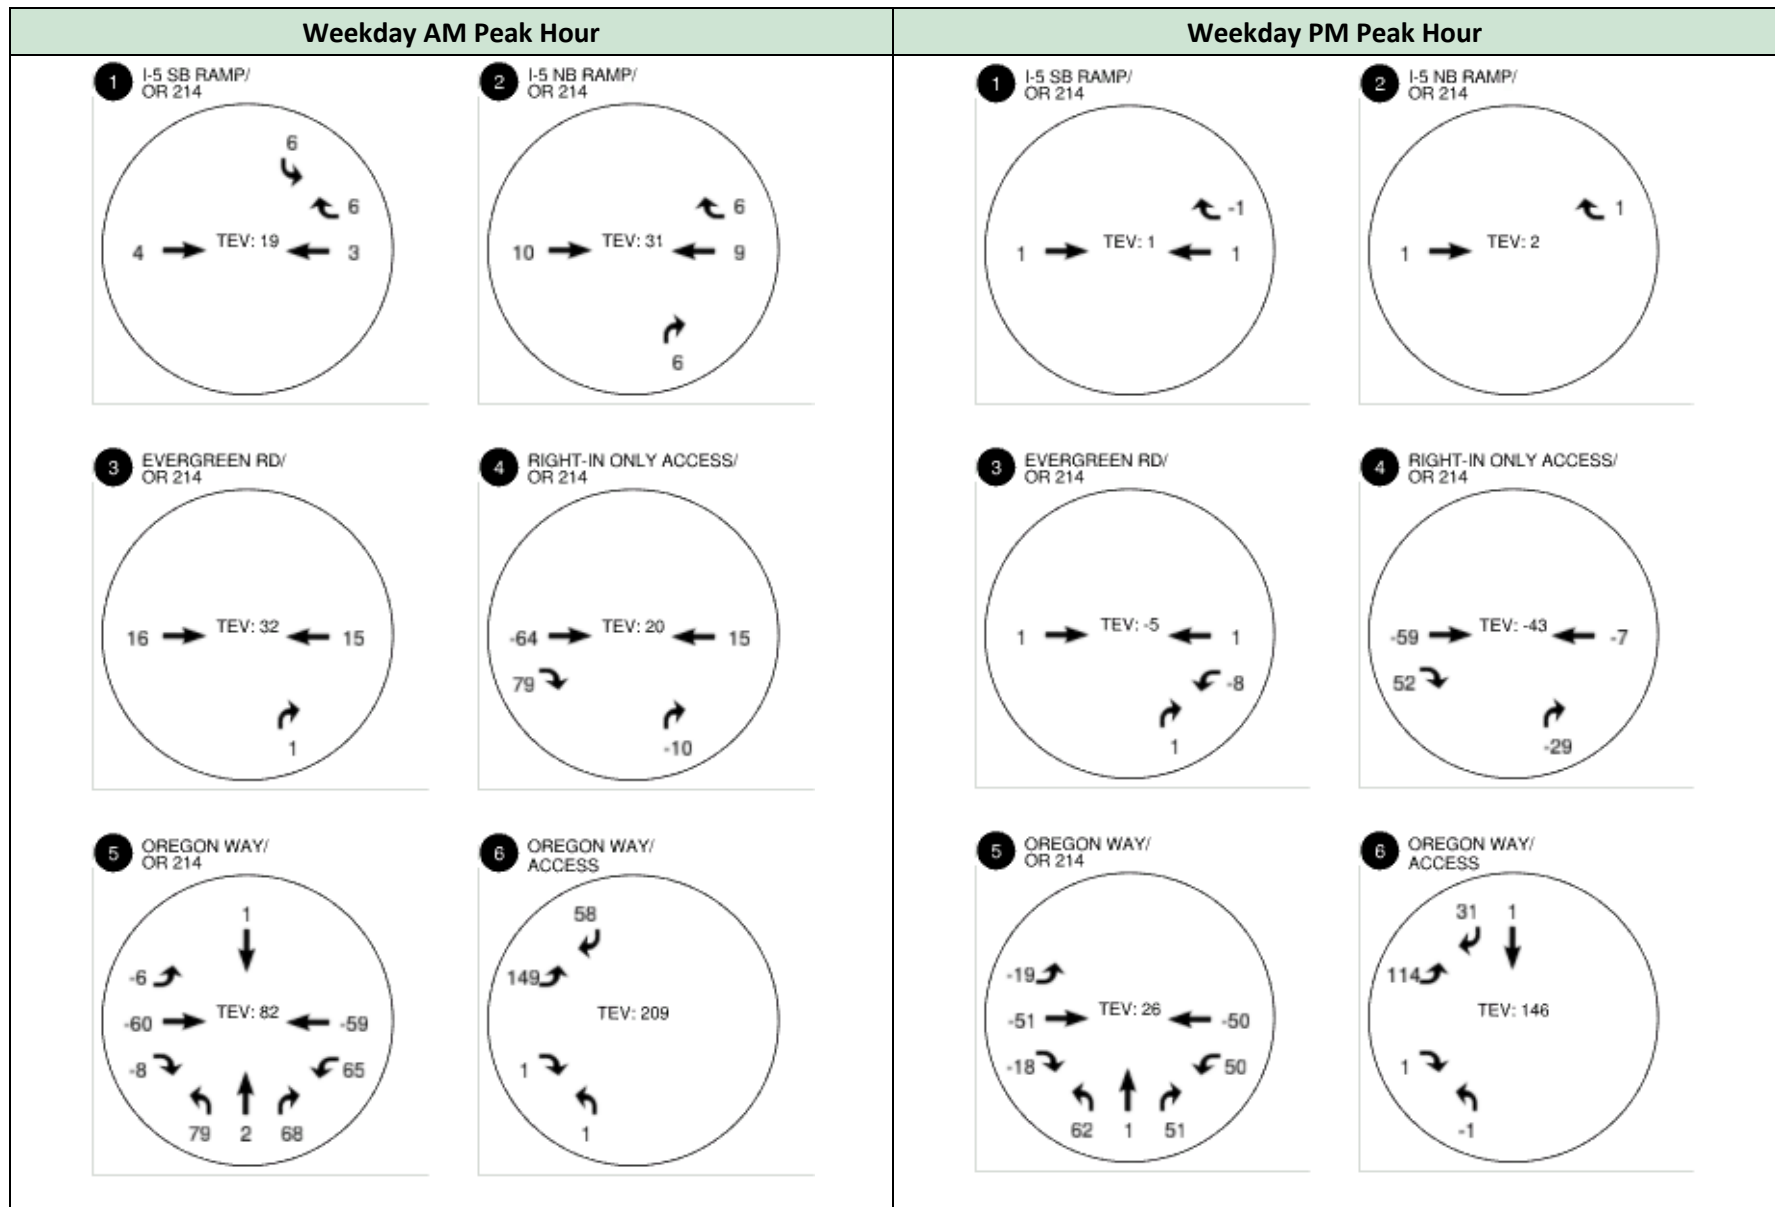 Weekday AM Peak Hour
Weekday PM Peak Hour
1 I-5 SB RAMP/
OR 214
6
6
4 TEV: 19 3
2 I-5 NB RAMP/
OR 214
6
10 TEV: 31 9
6
1 I-5 SB RAMP/
OR 214
-1
1 TEV: 1 1
2 I-5 NB RAMP/
OR 214
1
1 TEV: 2
3 EVERGREEN RD/
OR 214
16 TEV: 32 15
1
4 RIGHT-IN ONLY ACCESS/
OR 214
-64 TEV: 20 15
79
-10
3 EVERGREEN RD/
OR 214
1 TEV: -5 1
-8
1
4 RIGHT-IN ONLY ACCESS/
OR 214
-59 TEV: -43 -7
52
-29
5 OREGON WAY/
OR 214
1
-6
-60 TEV: 82 -59
-8 65
79 2 68
6 OREGON WAY/
ACCESS
58
149
TEV: 209
1
1
5 OREGON WAY/
OR 214
-19
-51 TEV: 26 -50
-18 50
62 1 51
6 OREGON WAY/
ACCESS
31 1
114
TEV: 146
1
-1